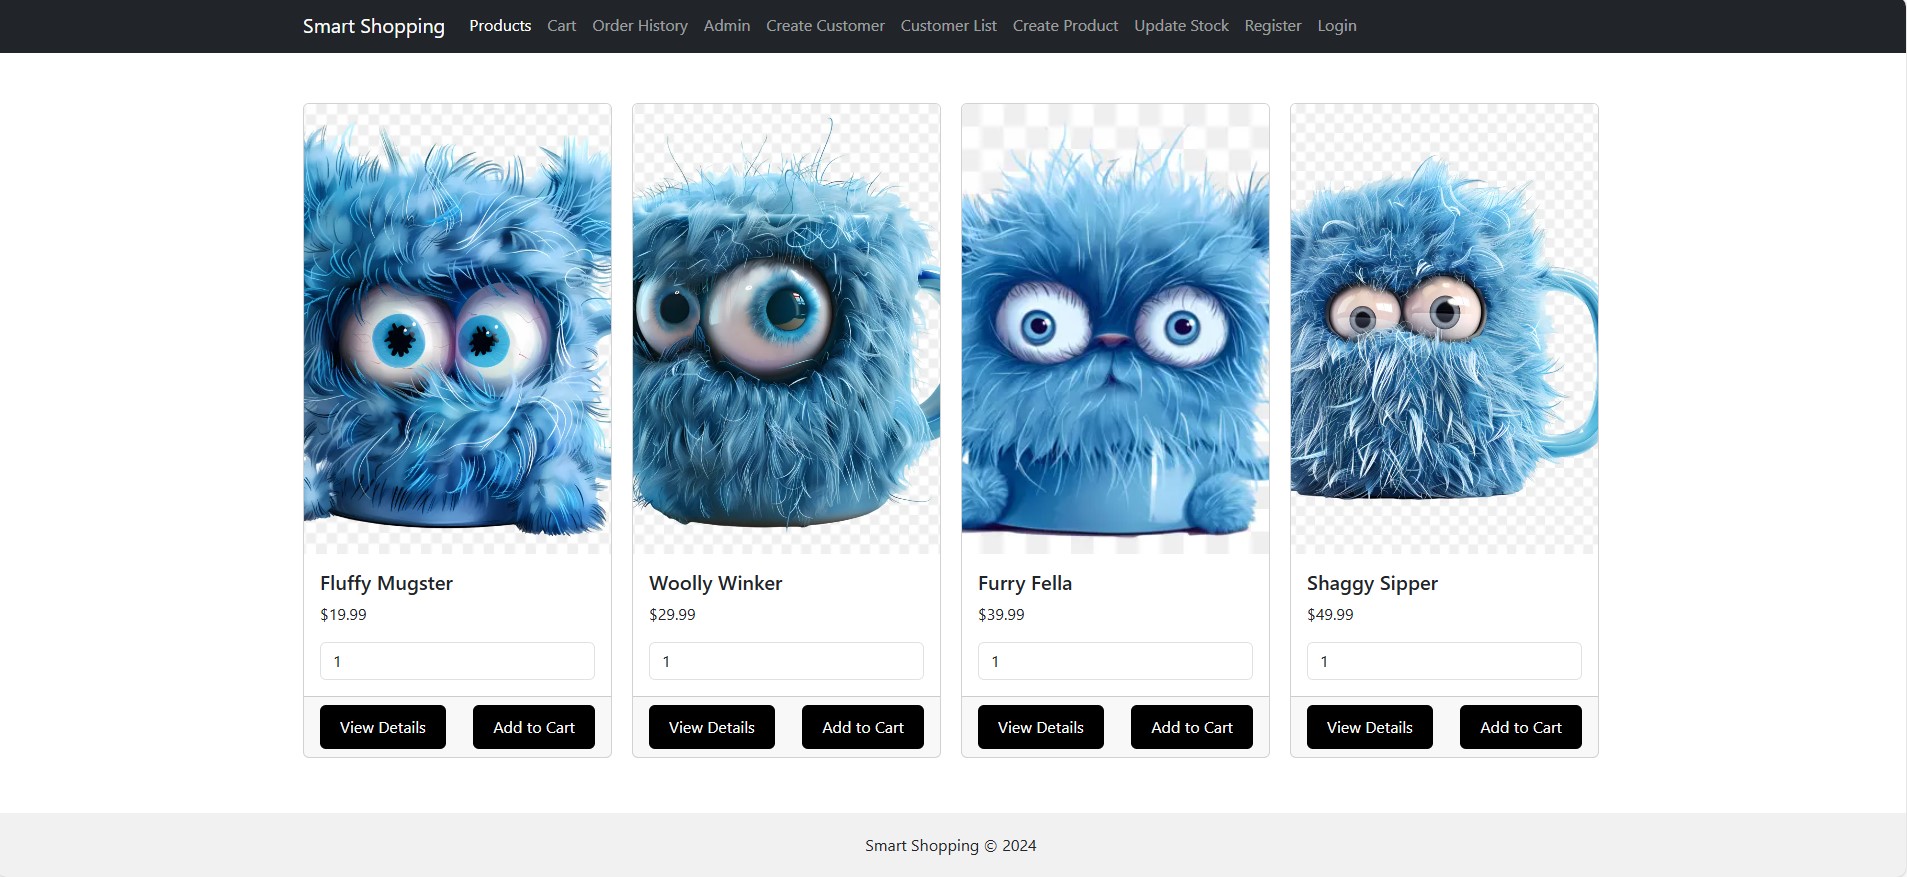 Smart Shopping Products Cart Order History Admin Create Customer Customer List Create Product Update Stock Register Login
Fluffy Mugster
$19.99
1
View Details Add to Cart
Woolly Winker
$29.99
1
View Details Add to Cart
Furry Fella
$39.99
1
View Details Add to Cart
Shaggy Sipper
$49.99
1
View Details Add to Cart
Smart Shopping © 2024